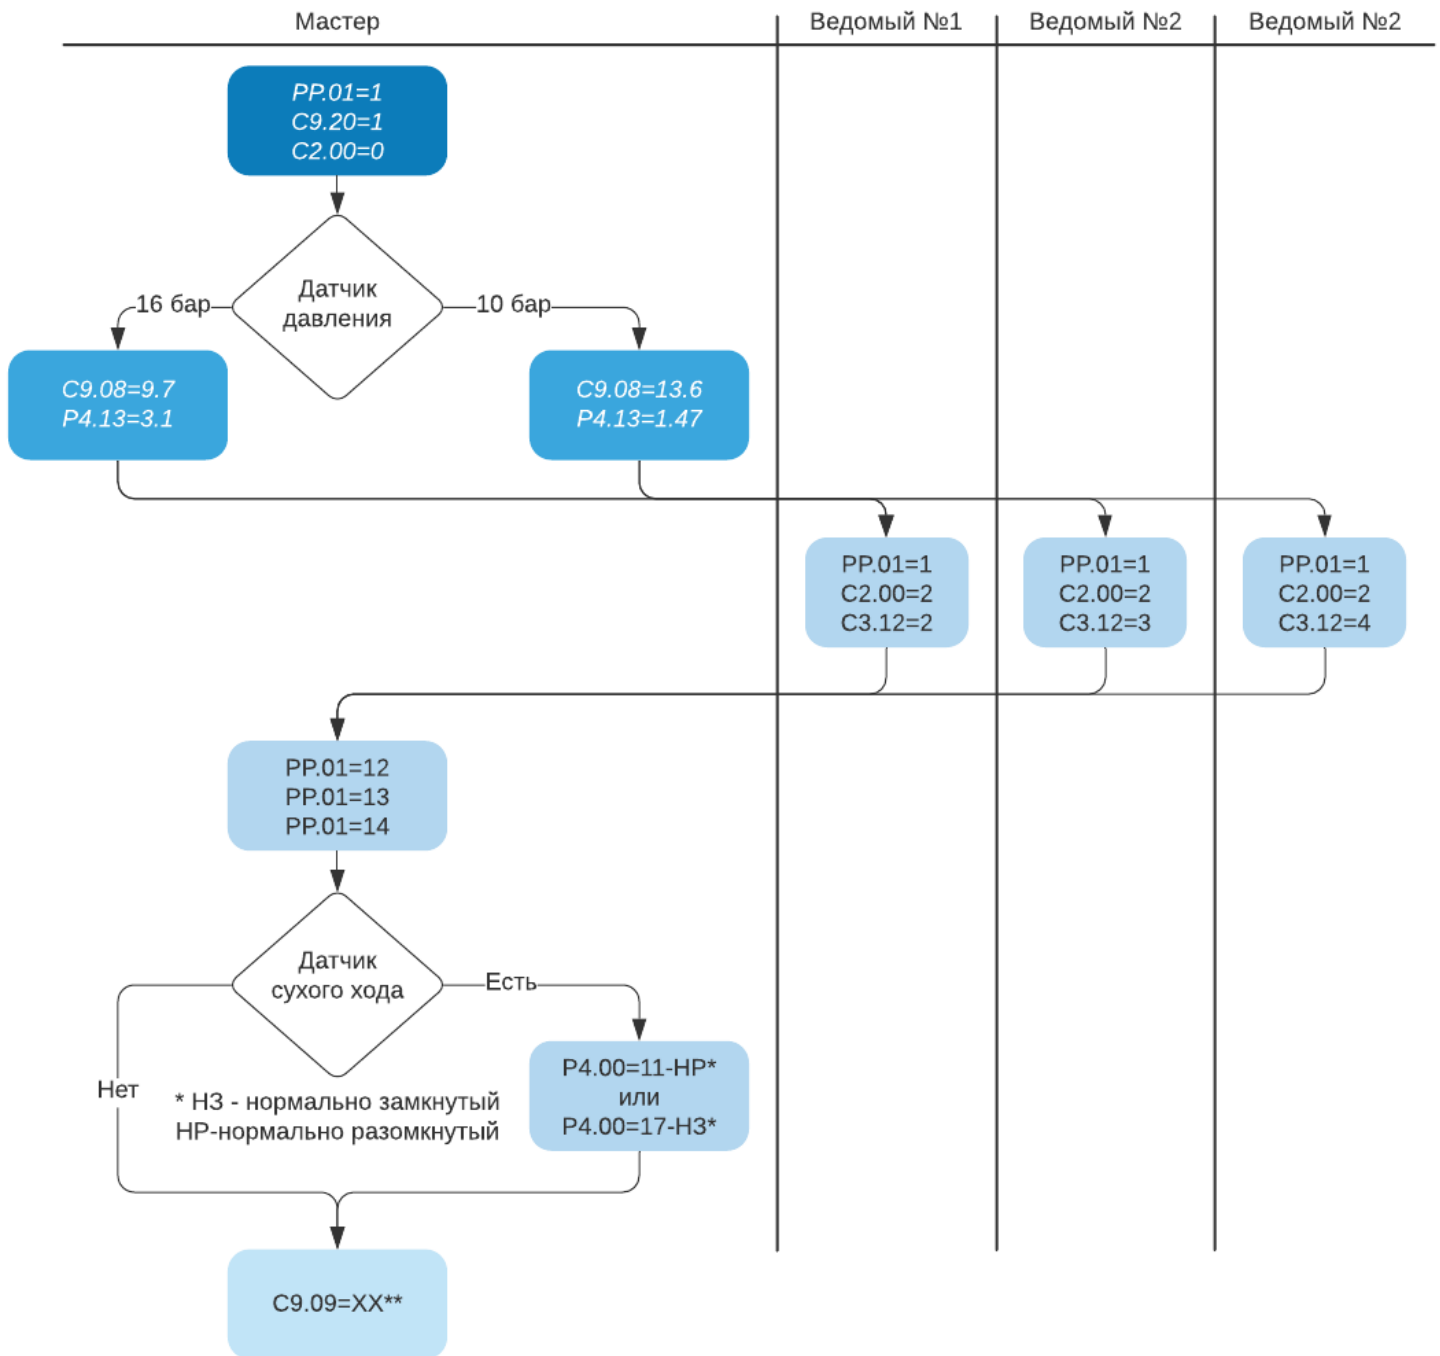 Мастер
Ведомый №1
Ведомый №2
Ведомый №2
PP.01=1
C9.20=1
C2.00=0
Датчик
давления
16 бар
10 бар
C9.08=9.7
P4.13=3.1
C9.08=13.6
P4.13=1.47
PP.01=1
C2.00=2
C3.12=2
PP.01=1
C2.00=2
C3.12=3
PP.01=1
C2.00=2
C3.12=4
PP.01=12
PP.01=13
PP.01=14
Датчик
сухого хода
Есть
Нет
P4.00=11-НР*
или
P4.00=17-НЗ*
* НЗ - нормально замкнутый
НР-нормально разомкнутый
C9.09=XX**